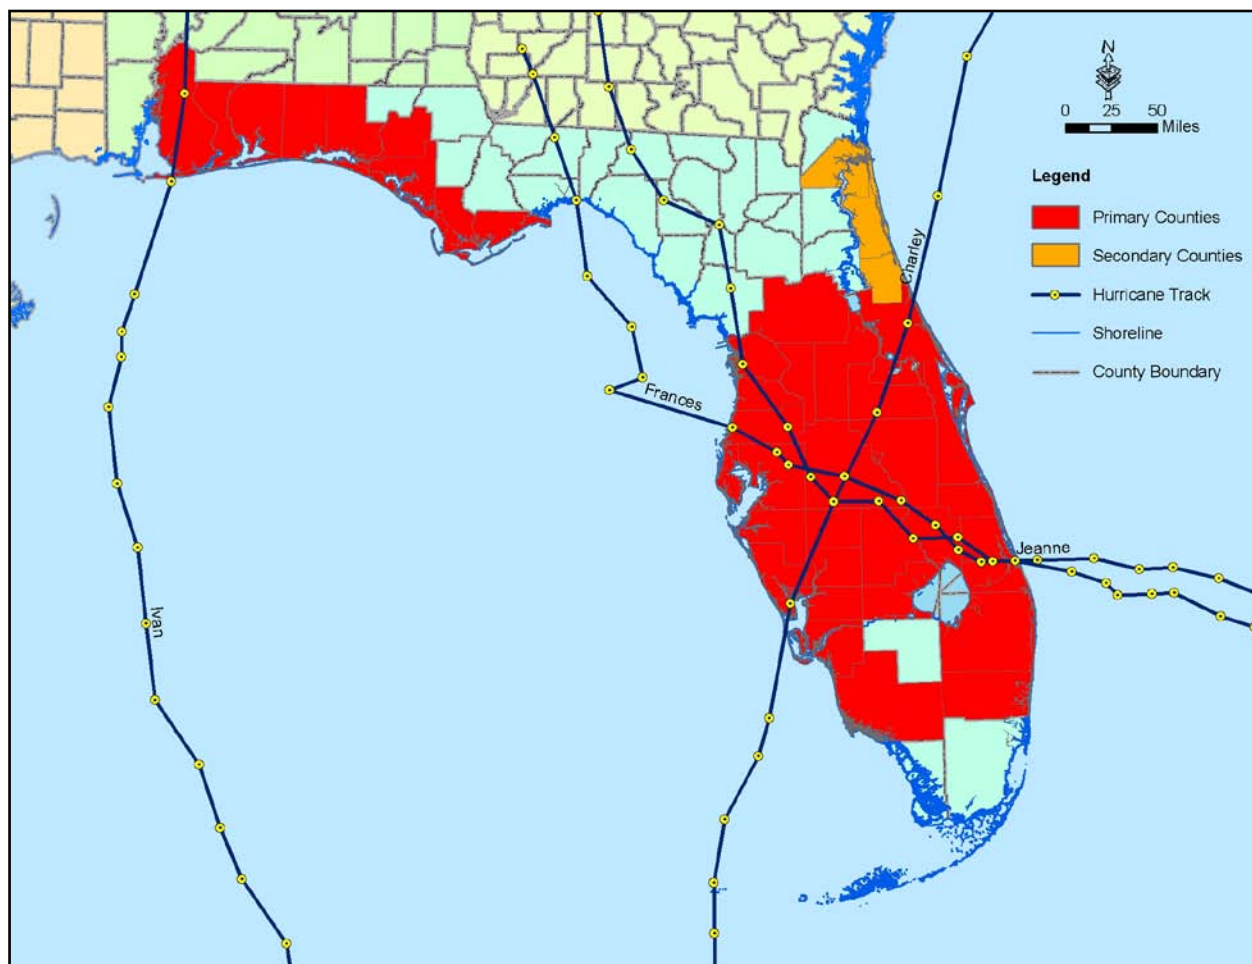 N
0 25 50
Miles
Legend
Primary Counties
Secondary Counties
Hurricane Track
Shoreline
County Boundary
Charley
Frances
Jeanne
Ivan